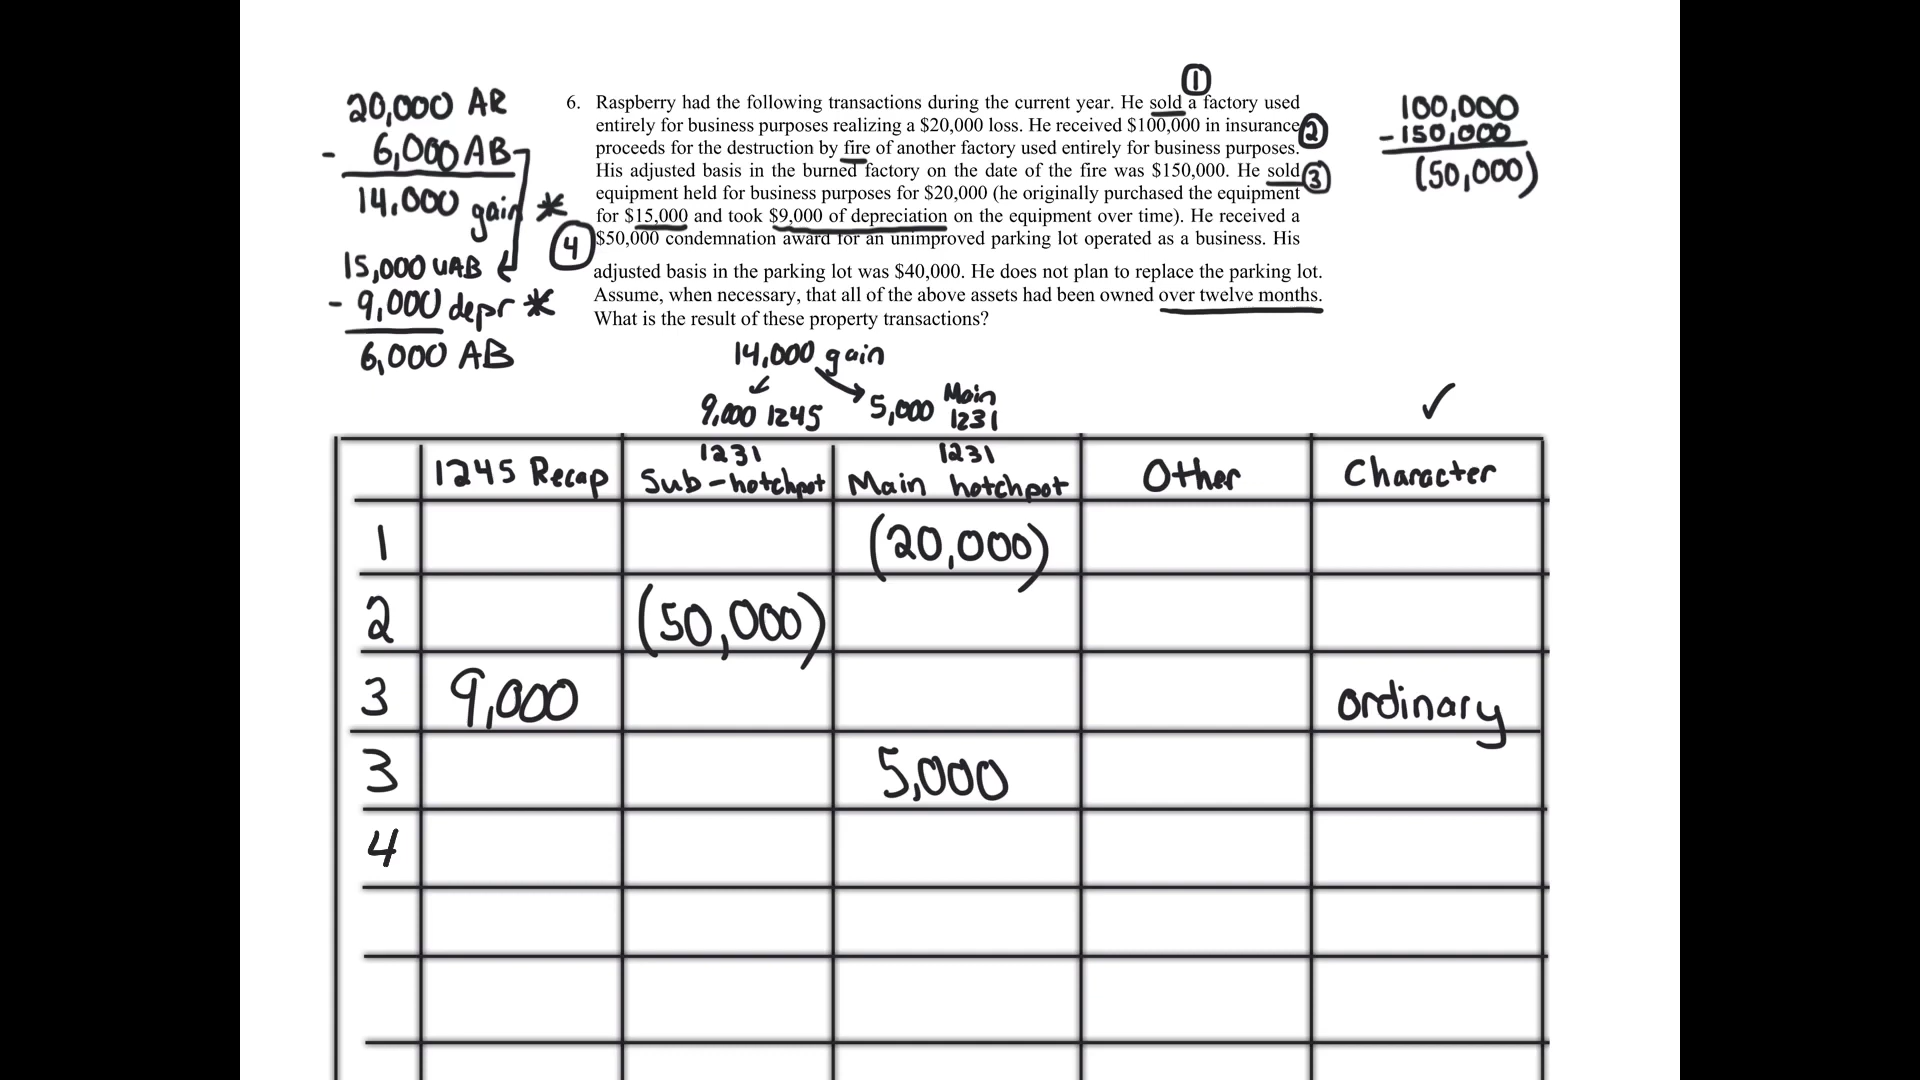 ①
20,000 AR
- 6,000 AB
14,000 gain *
15,000 UAB
- 9,000 depr *
6,000 AB
6. Raspberry had the following transactions during the current year. He sold a factory used
entirely for business purposes realizing a $20,000 loss. He received $100,000 in insurance ②
proceeds for the destruction by fire of another factory used entirely for business purposes.
His adjusted basis in the burned factory on the date of the fire was $150,000. He sold ③
equipment held for business purposes for $20,000 (he originally purchased the equipment
for $15,000 and took $9,000 of depreciation on the equipment over time). He received a
④ $50,000 condemnation award for an unimproved parking lot operated as a business. His
adjusted basis in the parking lot was $40,000. He does not plan to replace the parking lot.
Assume, when necessary, that all of the above assets had been owned over twelve months.
What is the result of these property transactions?
100,000
- 150,000
(50,000)
14,000 gain
9,000 1245
5,000 Main
1231
✓
1245 Recap
1231
Sub-hotchpot
1231
Main hotchpot
Other
Character
1 (20,000)
2 (50,000)
3 9,000 ordinary
3 5,000
4